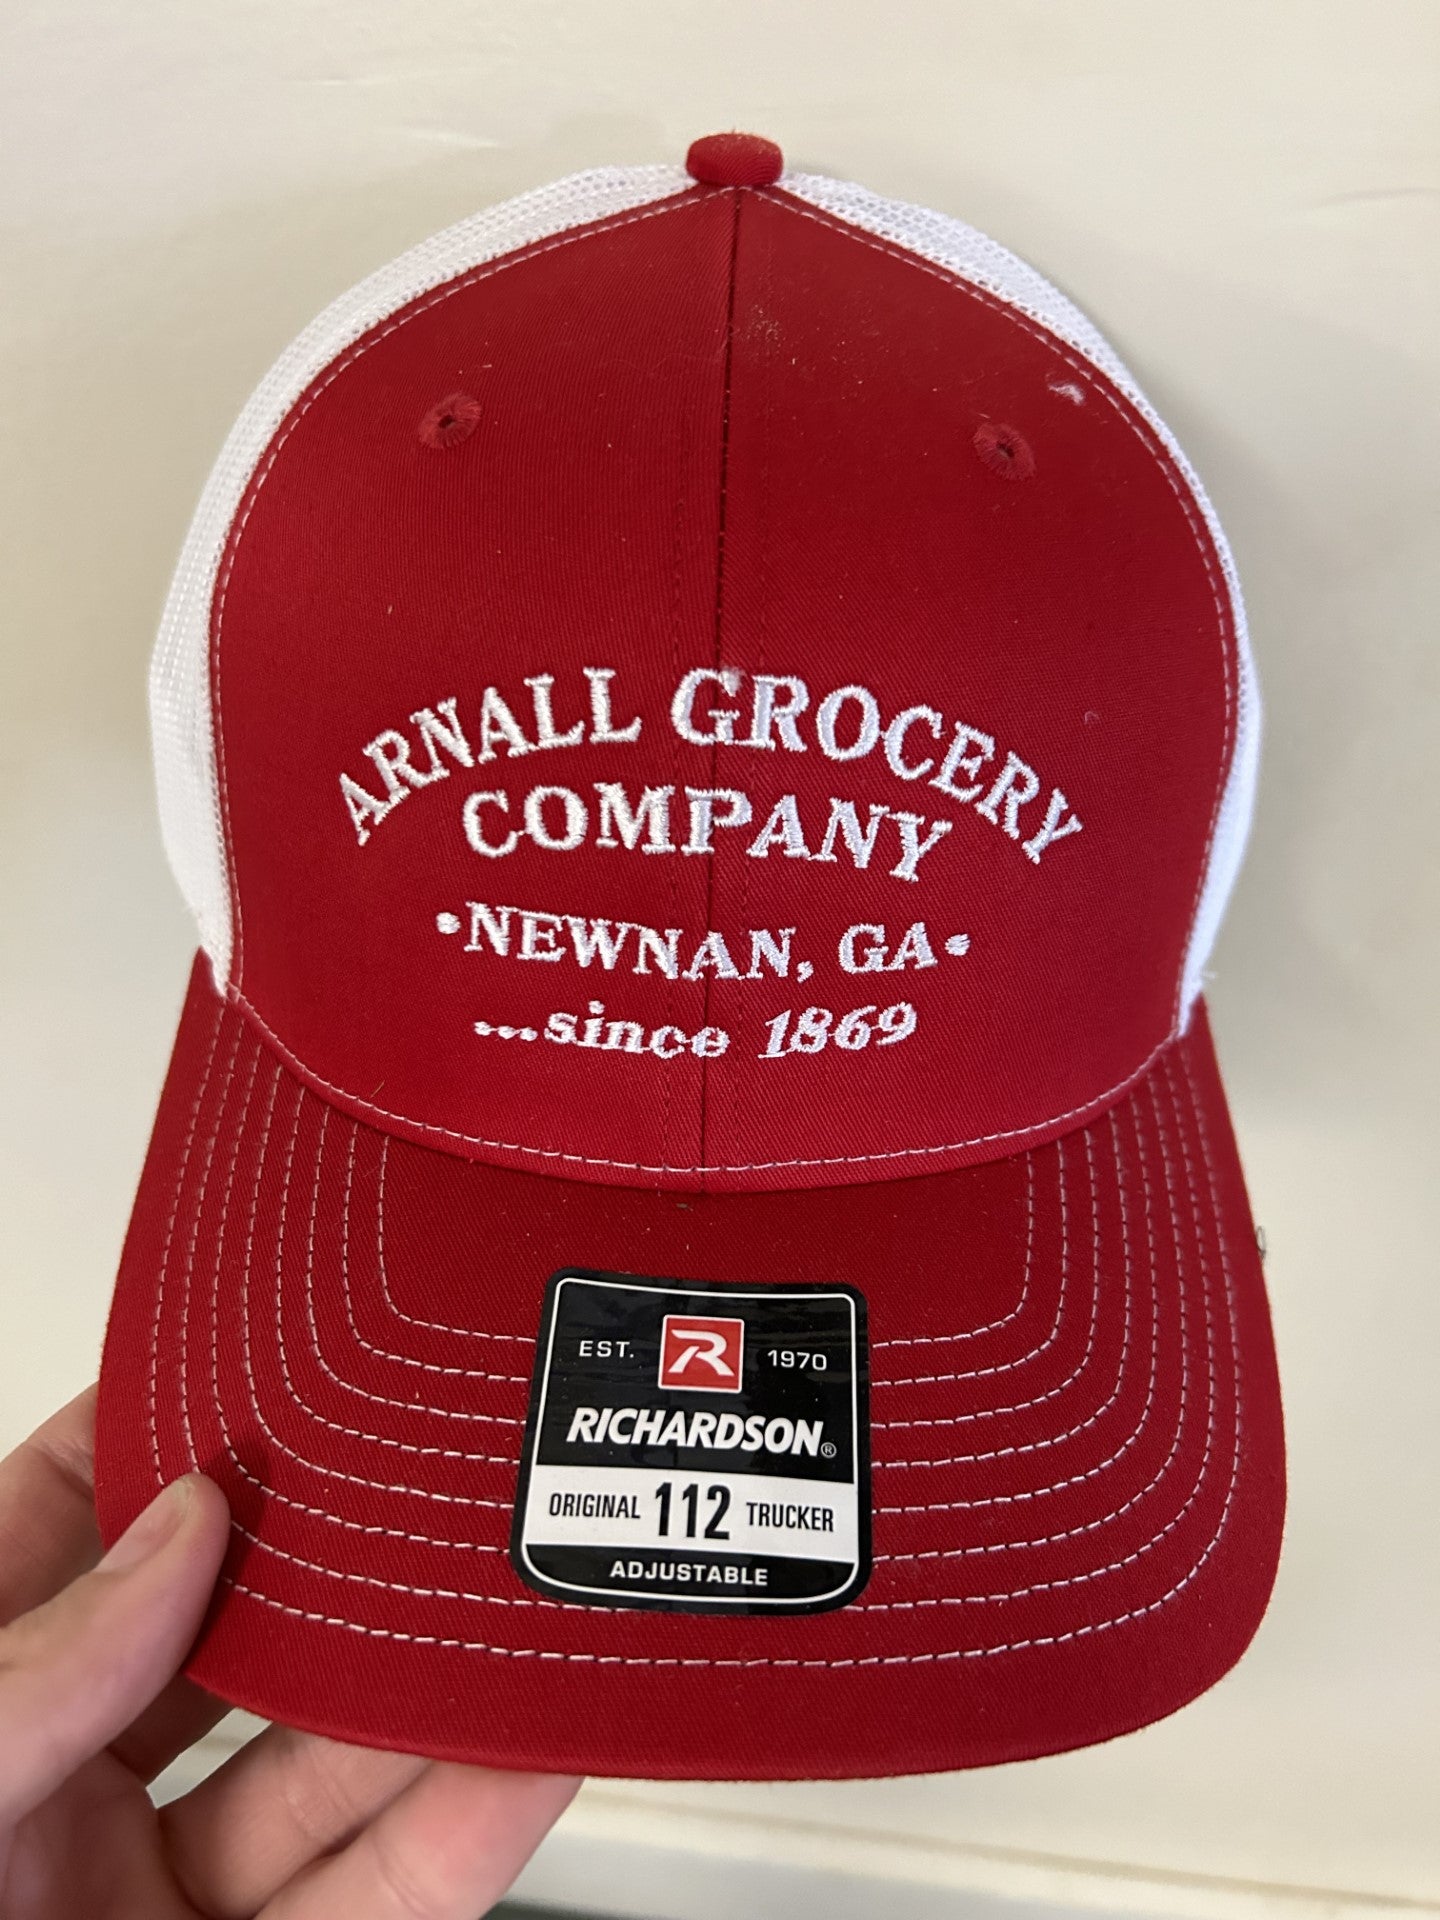 ARNALL GROCERY
COMPANY
•NEWNAN, GA•
...since 1869
EST. R 1970
RICHARDSON®
ORIGINAL 112 TRUCKER
ADJUSTABLE